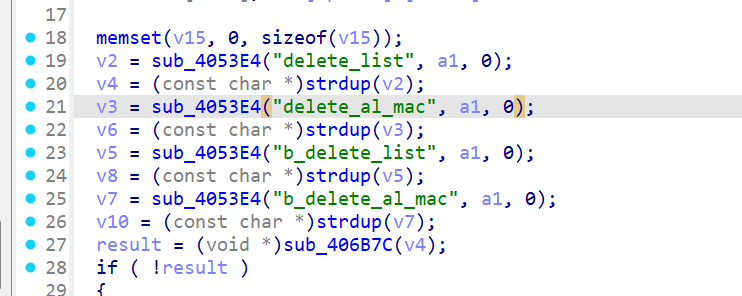 17
18 memset(v15, 0, sizeof(v15));
19 v2 = sub_4053E4("delete_list", a1, 0);
20 v4 = (const char *)strdup(v2);
21 v3 = sub_4053E4("delete_al_mac", a1, 0);
22 v6 = (const char *)strdup(v3);
23 v5 = sub_4053E4("b_delete_list", a1, 0);
24 v8 = (const char *)strdup(v5);
25 v7 = sub_4053E4("b_delete_al_mac", a1, 0);
26 v10 = (const char *)strdup(v7);
27 result = (void *)sub_406B7C(v4);
28 if ( !result )
29 {